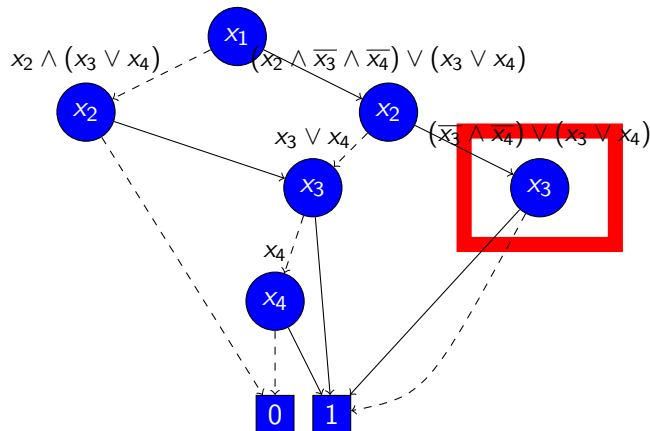 x₁
x₂ ∧ (x₃ ∨ x₄)
(x₂ ∧ x̅₃ ∧ x̅₄) ∨ (x₃ ∨ x₄)
x₂
x₂
x₃ ∨ x₄
(x̅₃ ∧ x̅₄) ∨ (x₃ ∨ x₄)
x₃
x₃
x₄
x₄
0
1